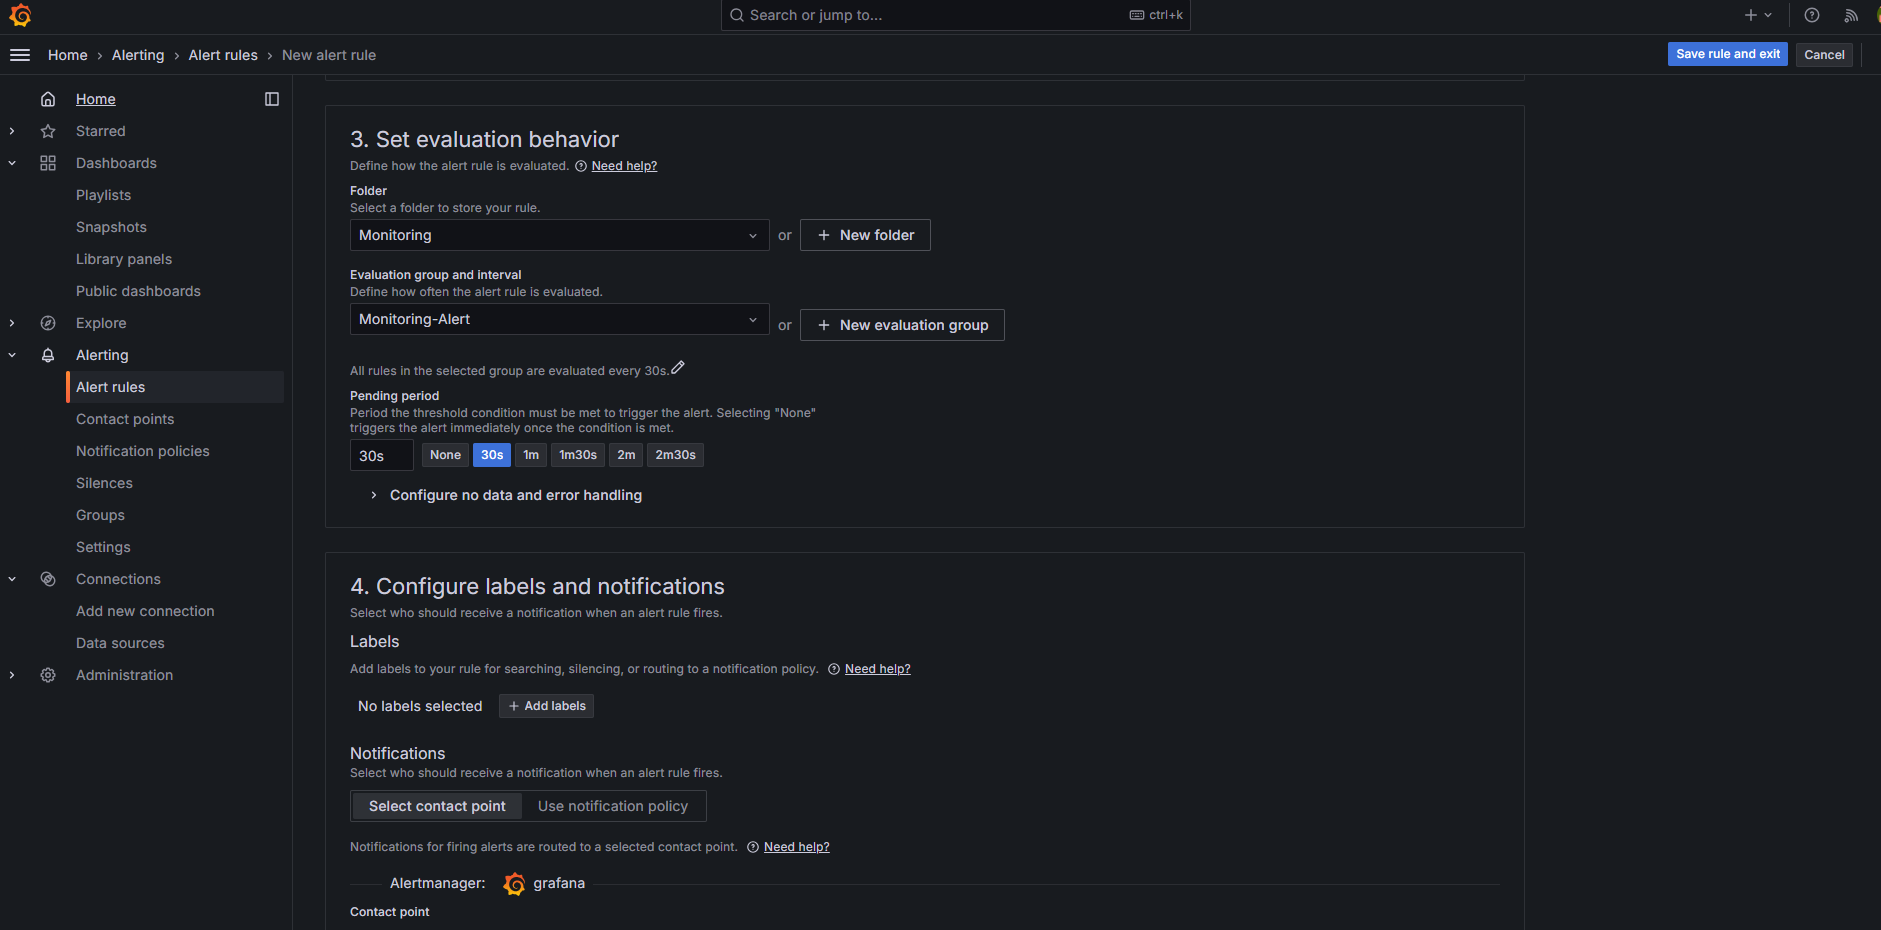 Search or jump to...
ctrl+k
Home › Alerting › Alert rules › New alert rule
Save rule and exit
Cancel
Home
Starred
Dashboards
Playlists
Snapshots
Library panels
Public dashboards
Explore
Alerting
Alert rules
Contact points
Notification policies
Silences
Groups
Settings
Connections
Add new connection
Data sources
Administration
3. Set evaluation behavior
Define how the alert rule is evaluated. Need help?
Folder
Select a folder to store your rule.
Monitoring or + New folder
Evaluation group and interval
Define how often the alert rule is evaluated.
Monitoring-Alert or + New evaluation group
All rules in the selected group are evaluated every 30s.
Pending period
Period the threshold condition must be met to trigger the alert. Selecting "None"
triggers the alert immediately once the condition is met.
30s None 30s 1m 1m30s 2m 2m30s
Configure no data and error handling
4. Configure labels and notifications
Select who should receive a notification when an alert rule fires.
Labels
Add labels to your rule for searching, silencing, or routing to a notification policy. Need help?
No labels selected + Add labels
Notifications
Select who should receive a notification when an alert rule fires.
Select contact point Use notification policy
Notifications for firing alerts are routed to a selected contact point. Need help?
Alertmanager: grafana
Contact point